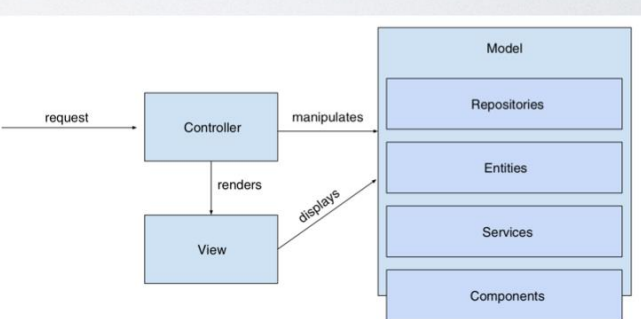 Model
Repositories
request
Controller
manipulates
Entities
renders
displays
View
Services
Components